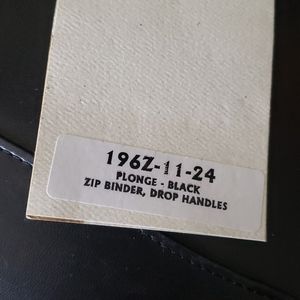 196Z-11-24
PLONGE - BLACK
ZIP BINDER, DROP HANDLES